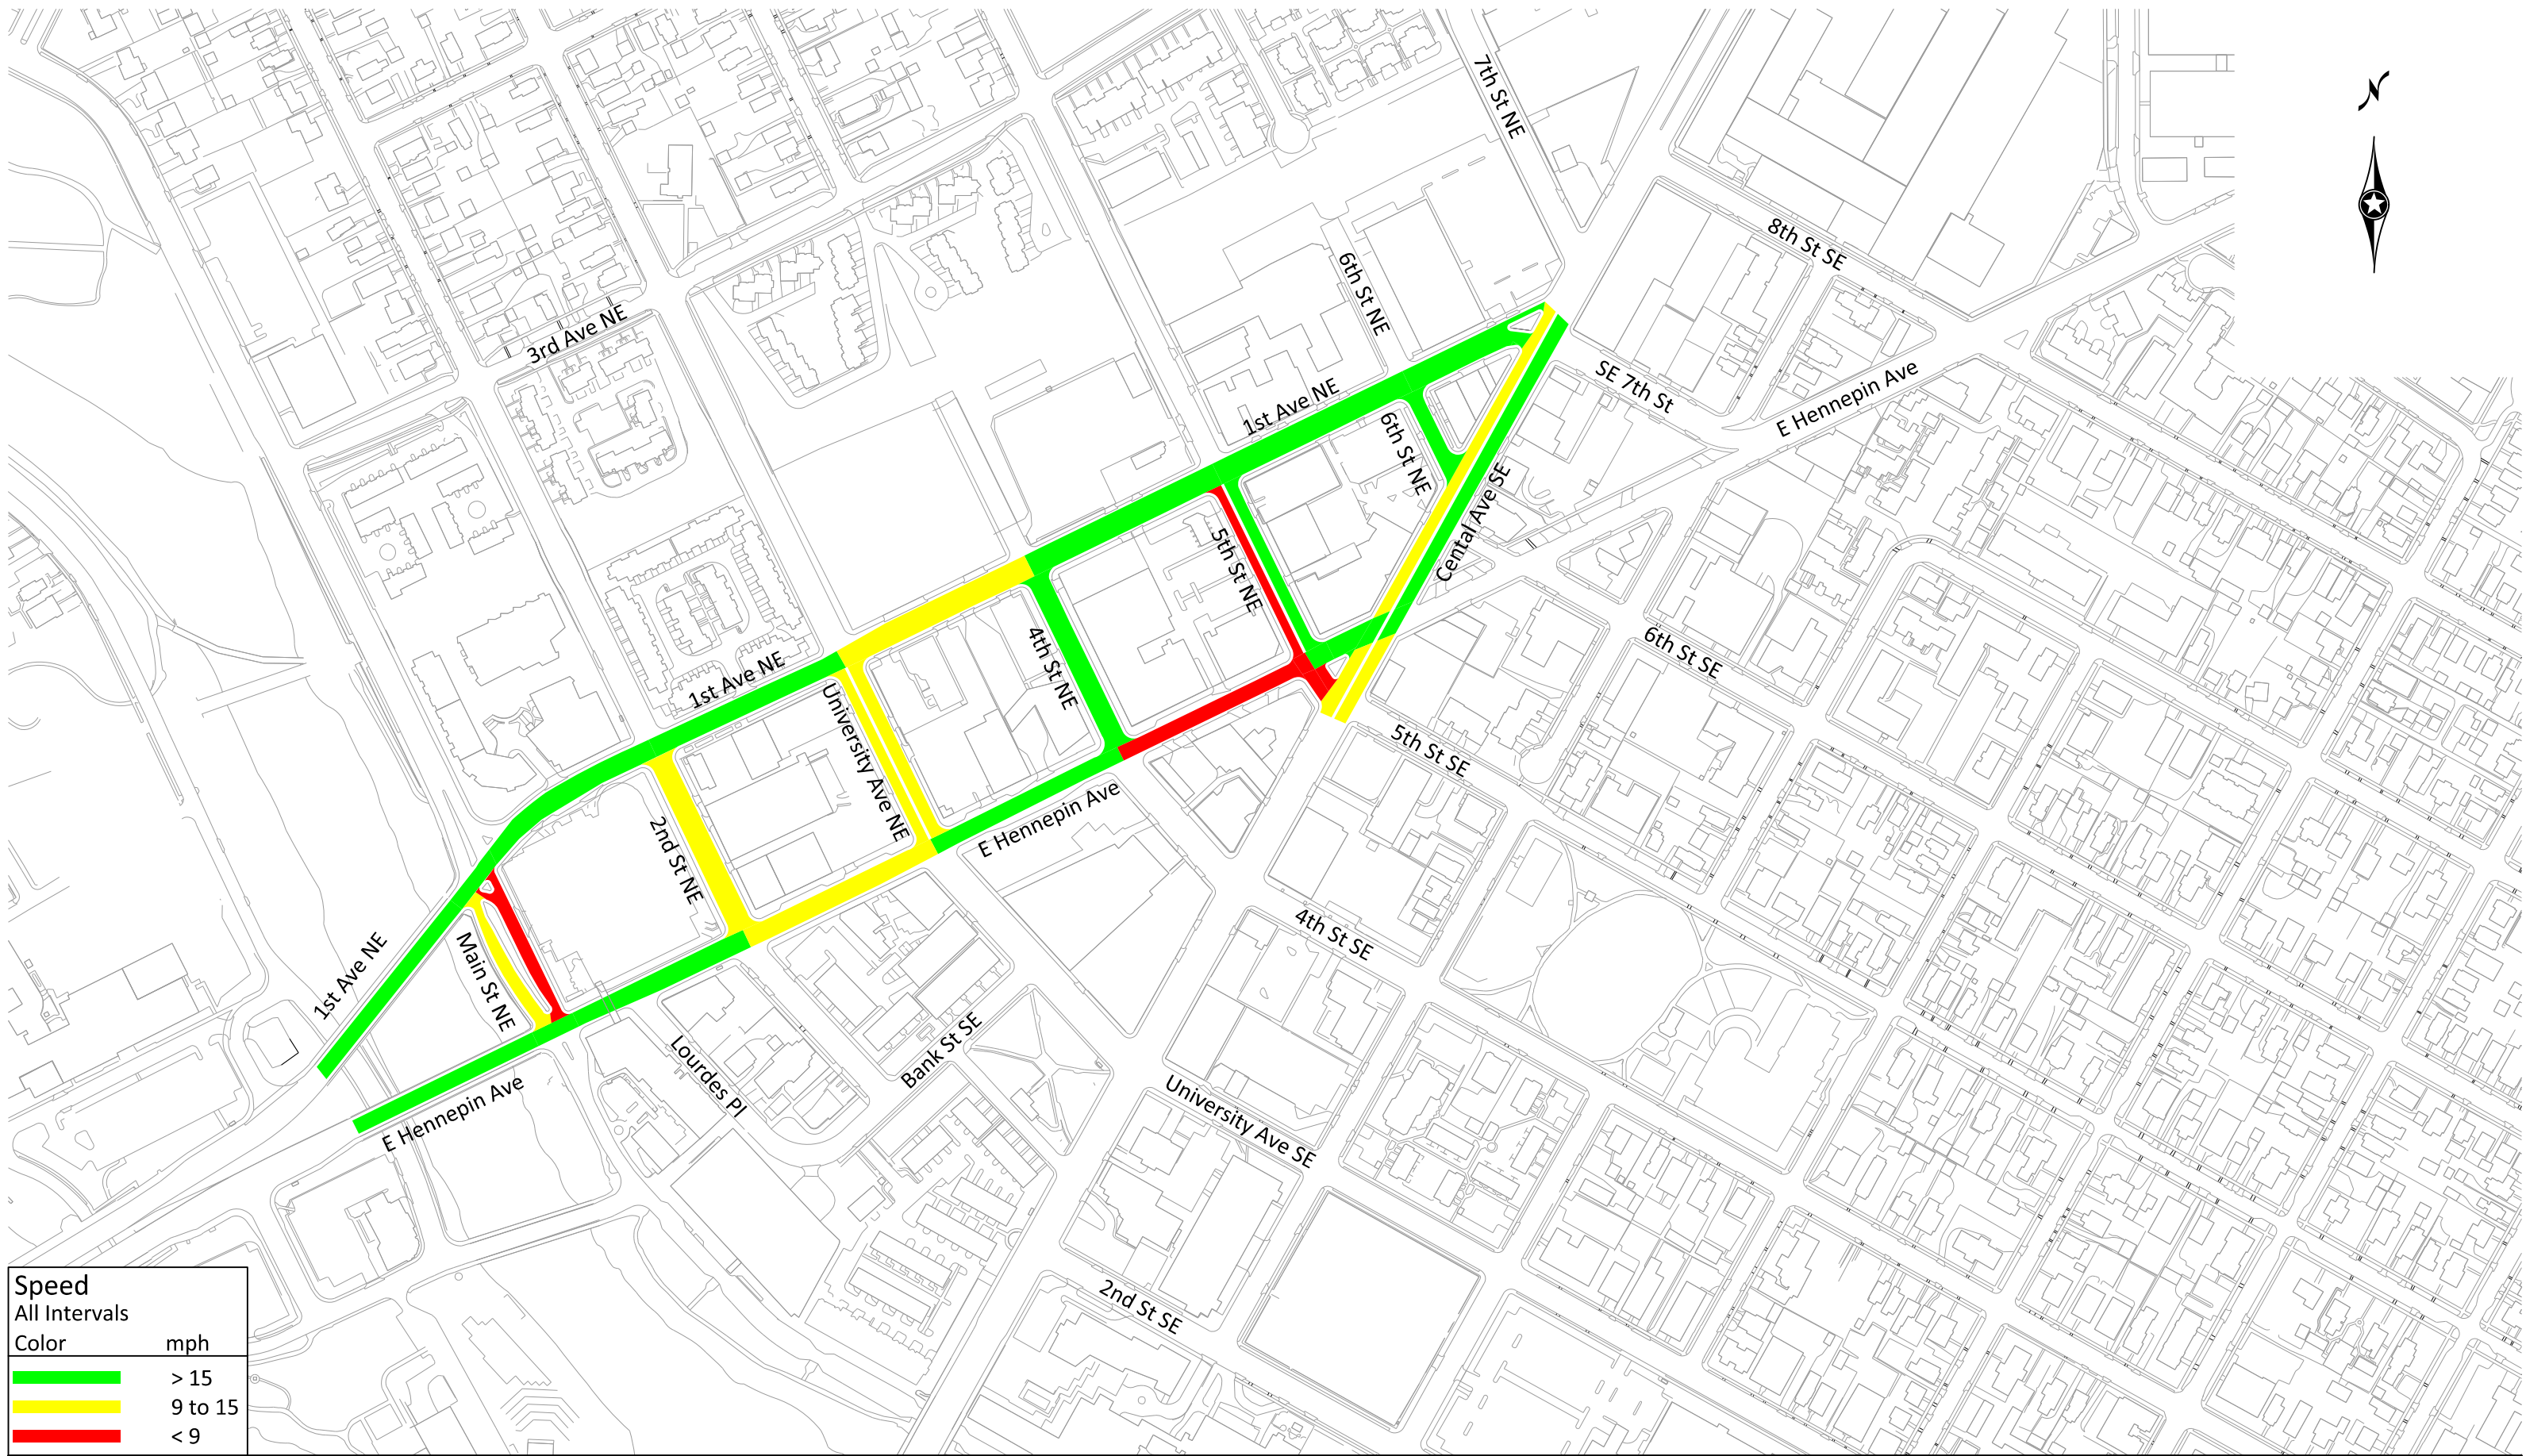 7th St NE
N
8th St SE
6th St NE
3rd Ave NE
SE 7th St
E Hennepin Ave
1st Ave NE
6th St NE
Cental Ave SE
5th St NE
4th St NE
6th St SE
1st Ave NE
University Ave NE
5th St SE
E Hennepin Ave
2nd St NE
4th St SE
1st Ave NE
Main St NE
Lourdes Pl
Bank St SE
E Hennepin Ave
University Ave SE
2nd St SE
Speed
All Intervals
Color mph
> 15
9 to 15
< 9